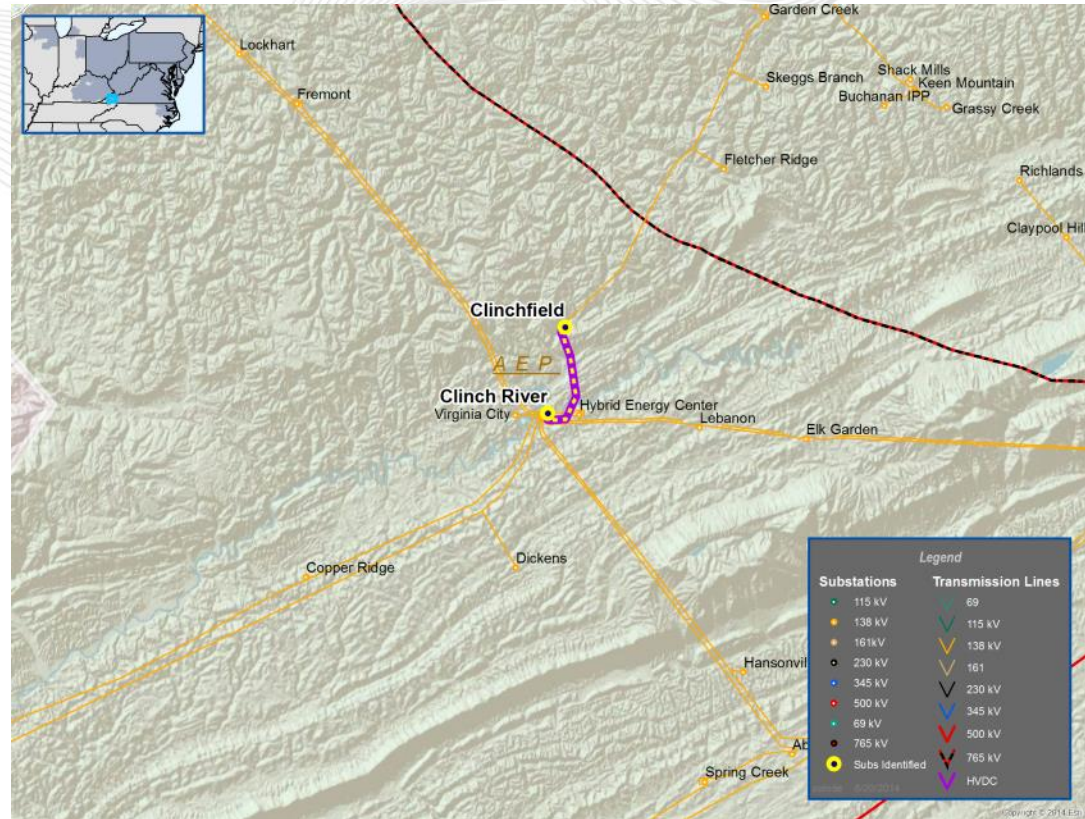 Garden Creek
Lockhart
Fremont
Skeggs Branch
Shack Mills
Keen Mountain
Buchanan IPP
Grassy Creek
Fletcher Ridge
Richlands
Claypool Hill
Clinchfield
AEP
Clinch River
Virginia City
Hybrid Energy Center
Lebanon
Elk Garden
Copper Ridge
Dickens
Hansonvil
Ab
Spring Creek
Legend
Substations
115 kV
138 kV
161kV
230 kV
345 kV
500 kV
69 kV
765 kV
Subs Identified
Transmission Lines
69
115 kV
138 kV
161
230 kV
345 kV
500 kV
765 kV
HVDC